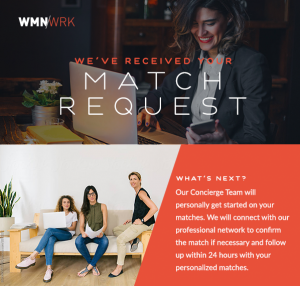 WMN/WRK
WE'VE RECEIVED YOUR
MATCH
REQUEST
WHAT'S NEXT?
Our Concierge Team will
personally get started on your
matches. We will connect with our
professional network to confirm
the match if necessary and follow
up within 24 hours with your
personalized matches.